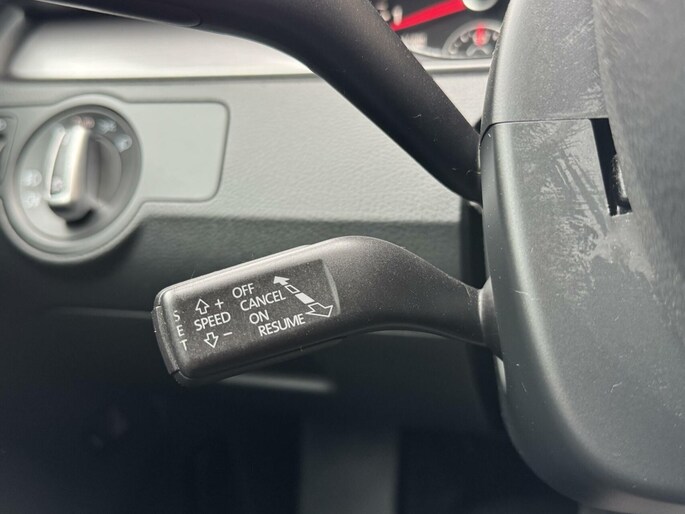 SET
+
SPEED
−
OFF
CANCEL
ON
RESUME